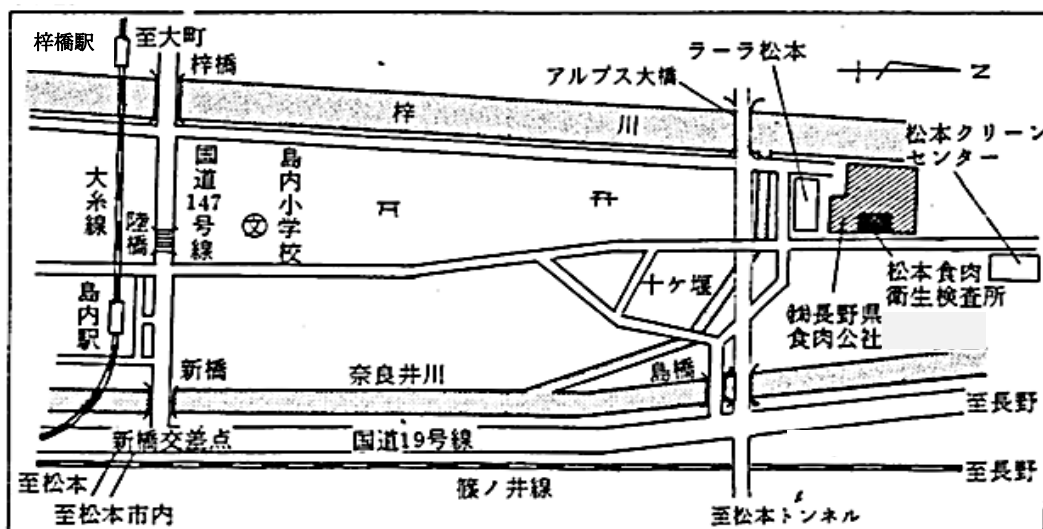 梓橋駅
至大町
梓橋
アルプス大橋
ラーラ松本
N
梓川
松本クリーン
センター
大糸線
陸橋
国道147号線
文
島内小学校
島内駅
十ケ堰
松本食肉
衛生検査所
㈱長野県
食肉公社
新橋
奈良井川
島橋
至長野
新橋交差点
国道19号線
至松本
至松本市内
篠ノ井線
至長野
至松本トンネル